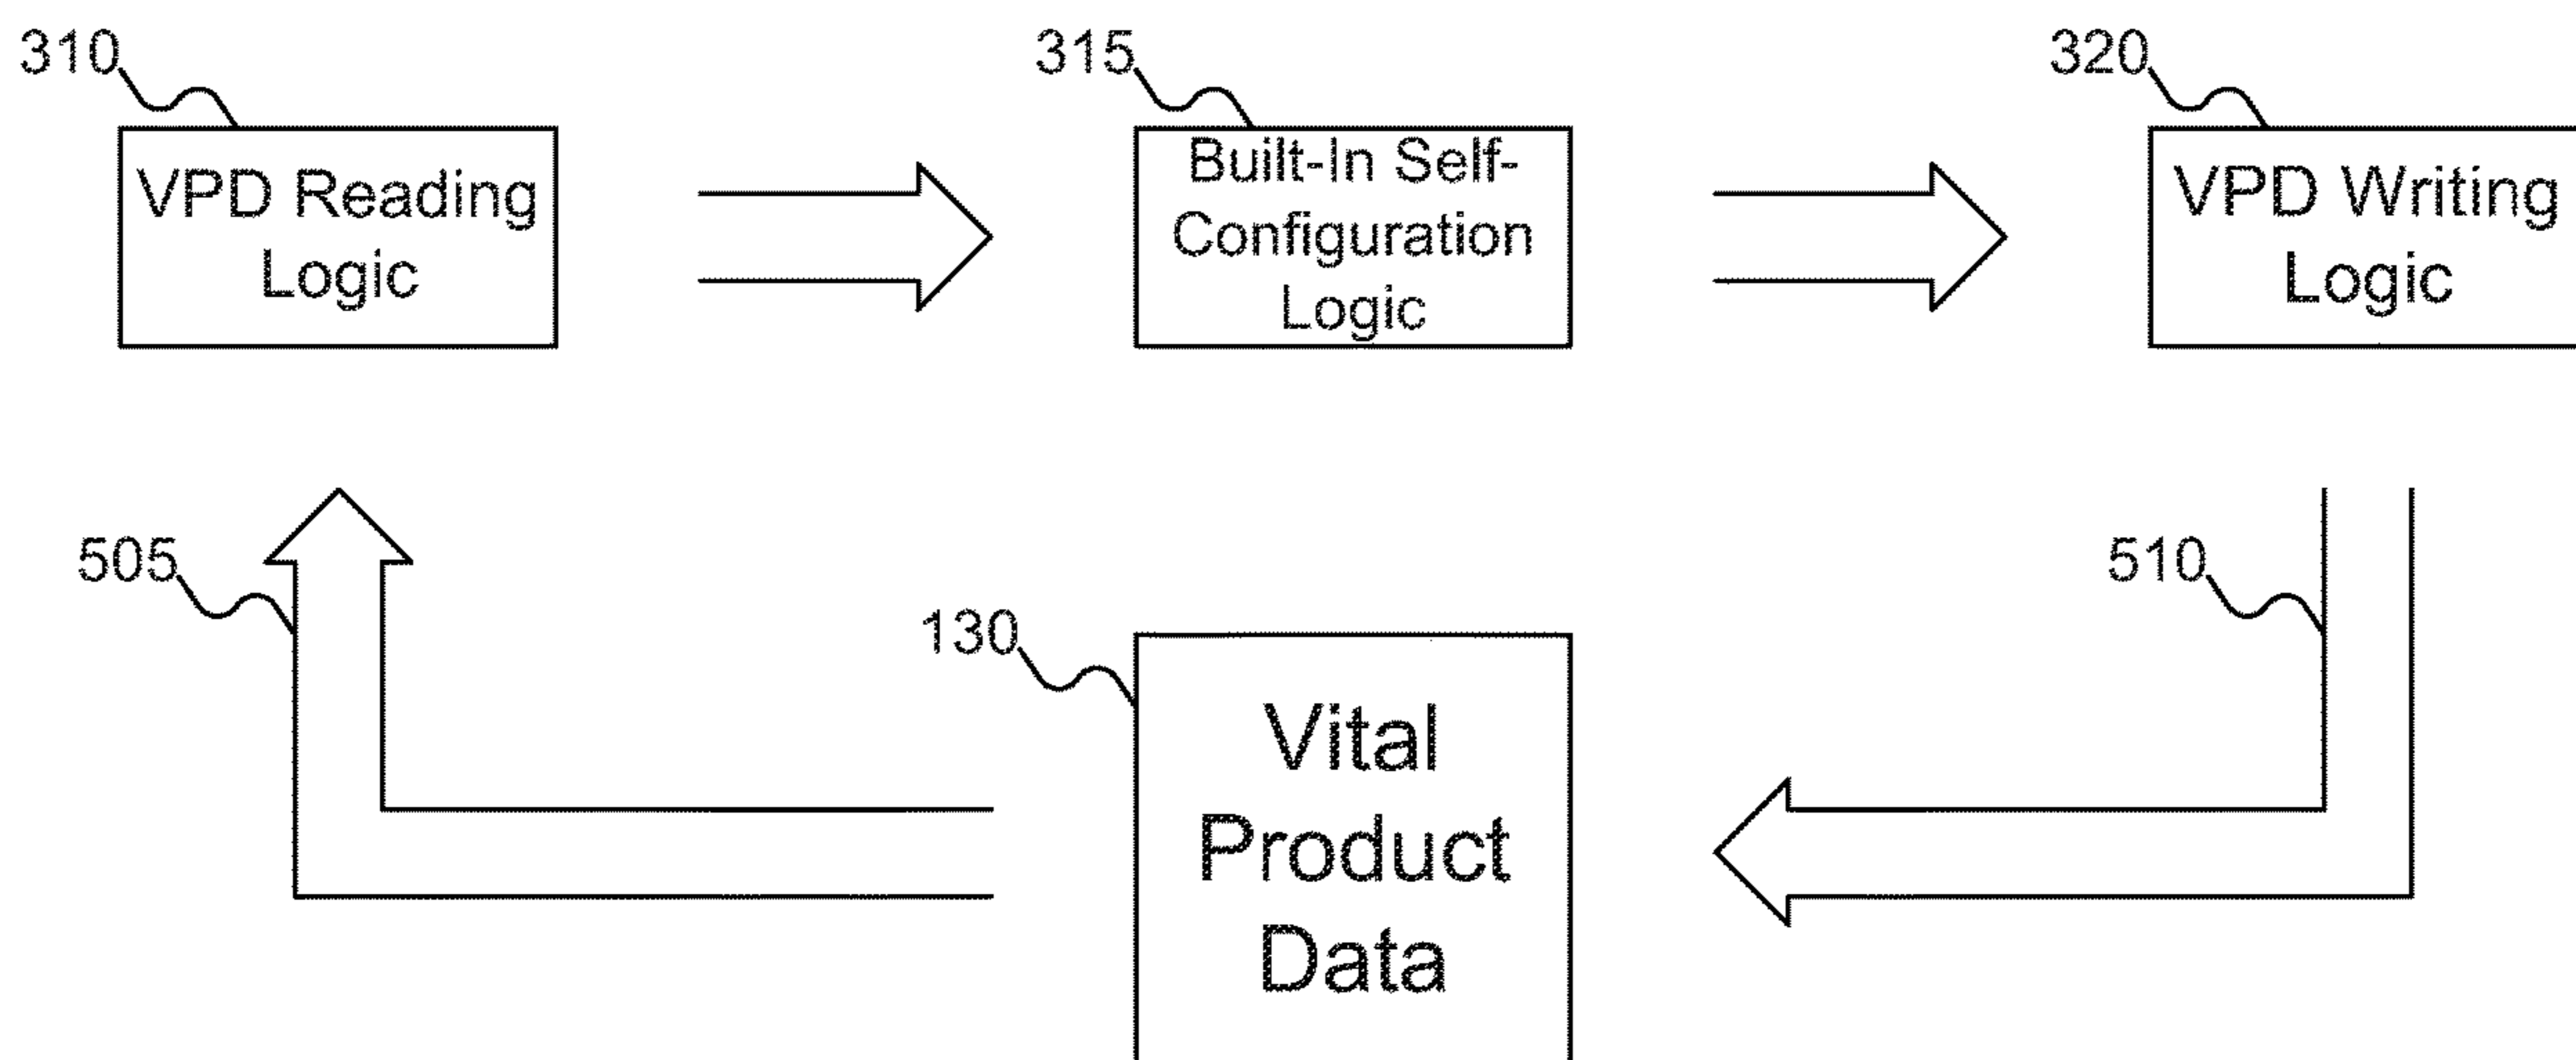 310
VPD Reading
Logic
315
Built-In Self-
Configuration
Logic
320
VPD Writing
Logic
505
130
Vital
Product
Data
510